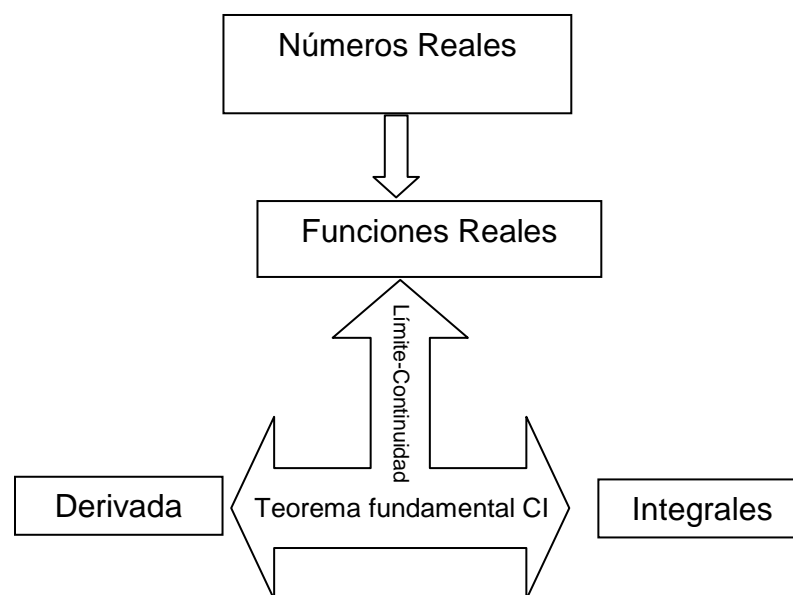 Números Reales
Funciones Reales
Límite-Continuidad
Derivada
Teorema fundamental CI
Integrales